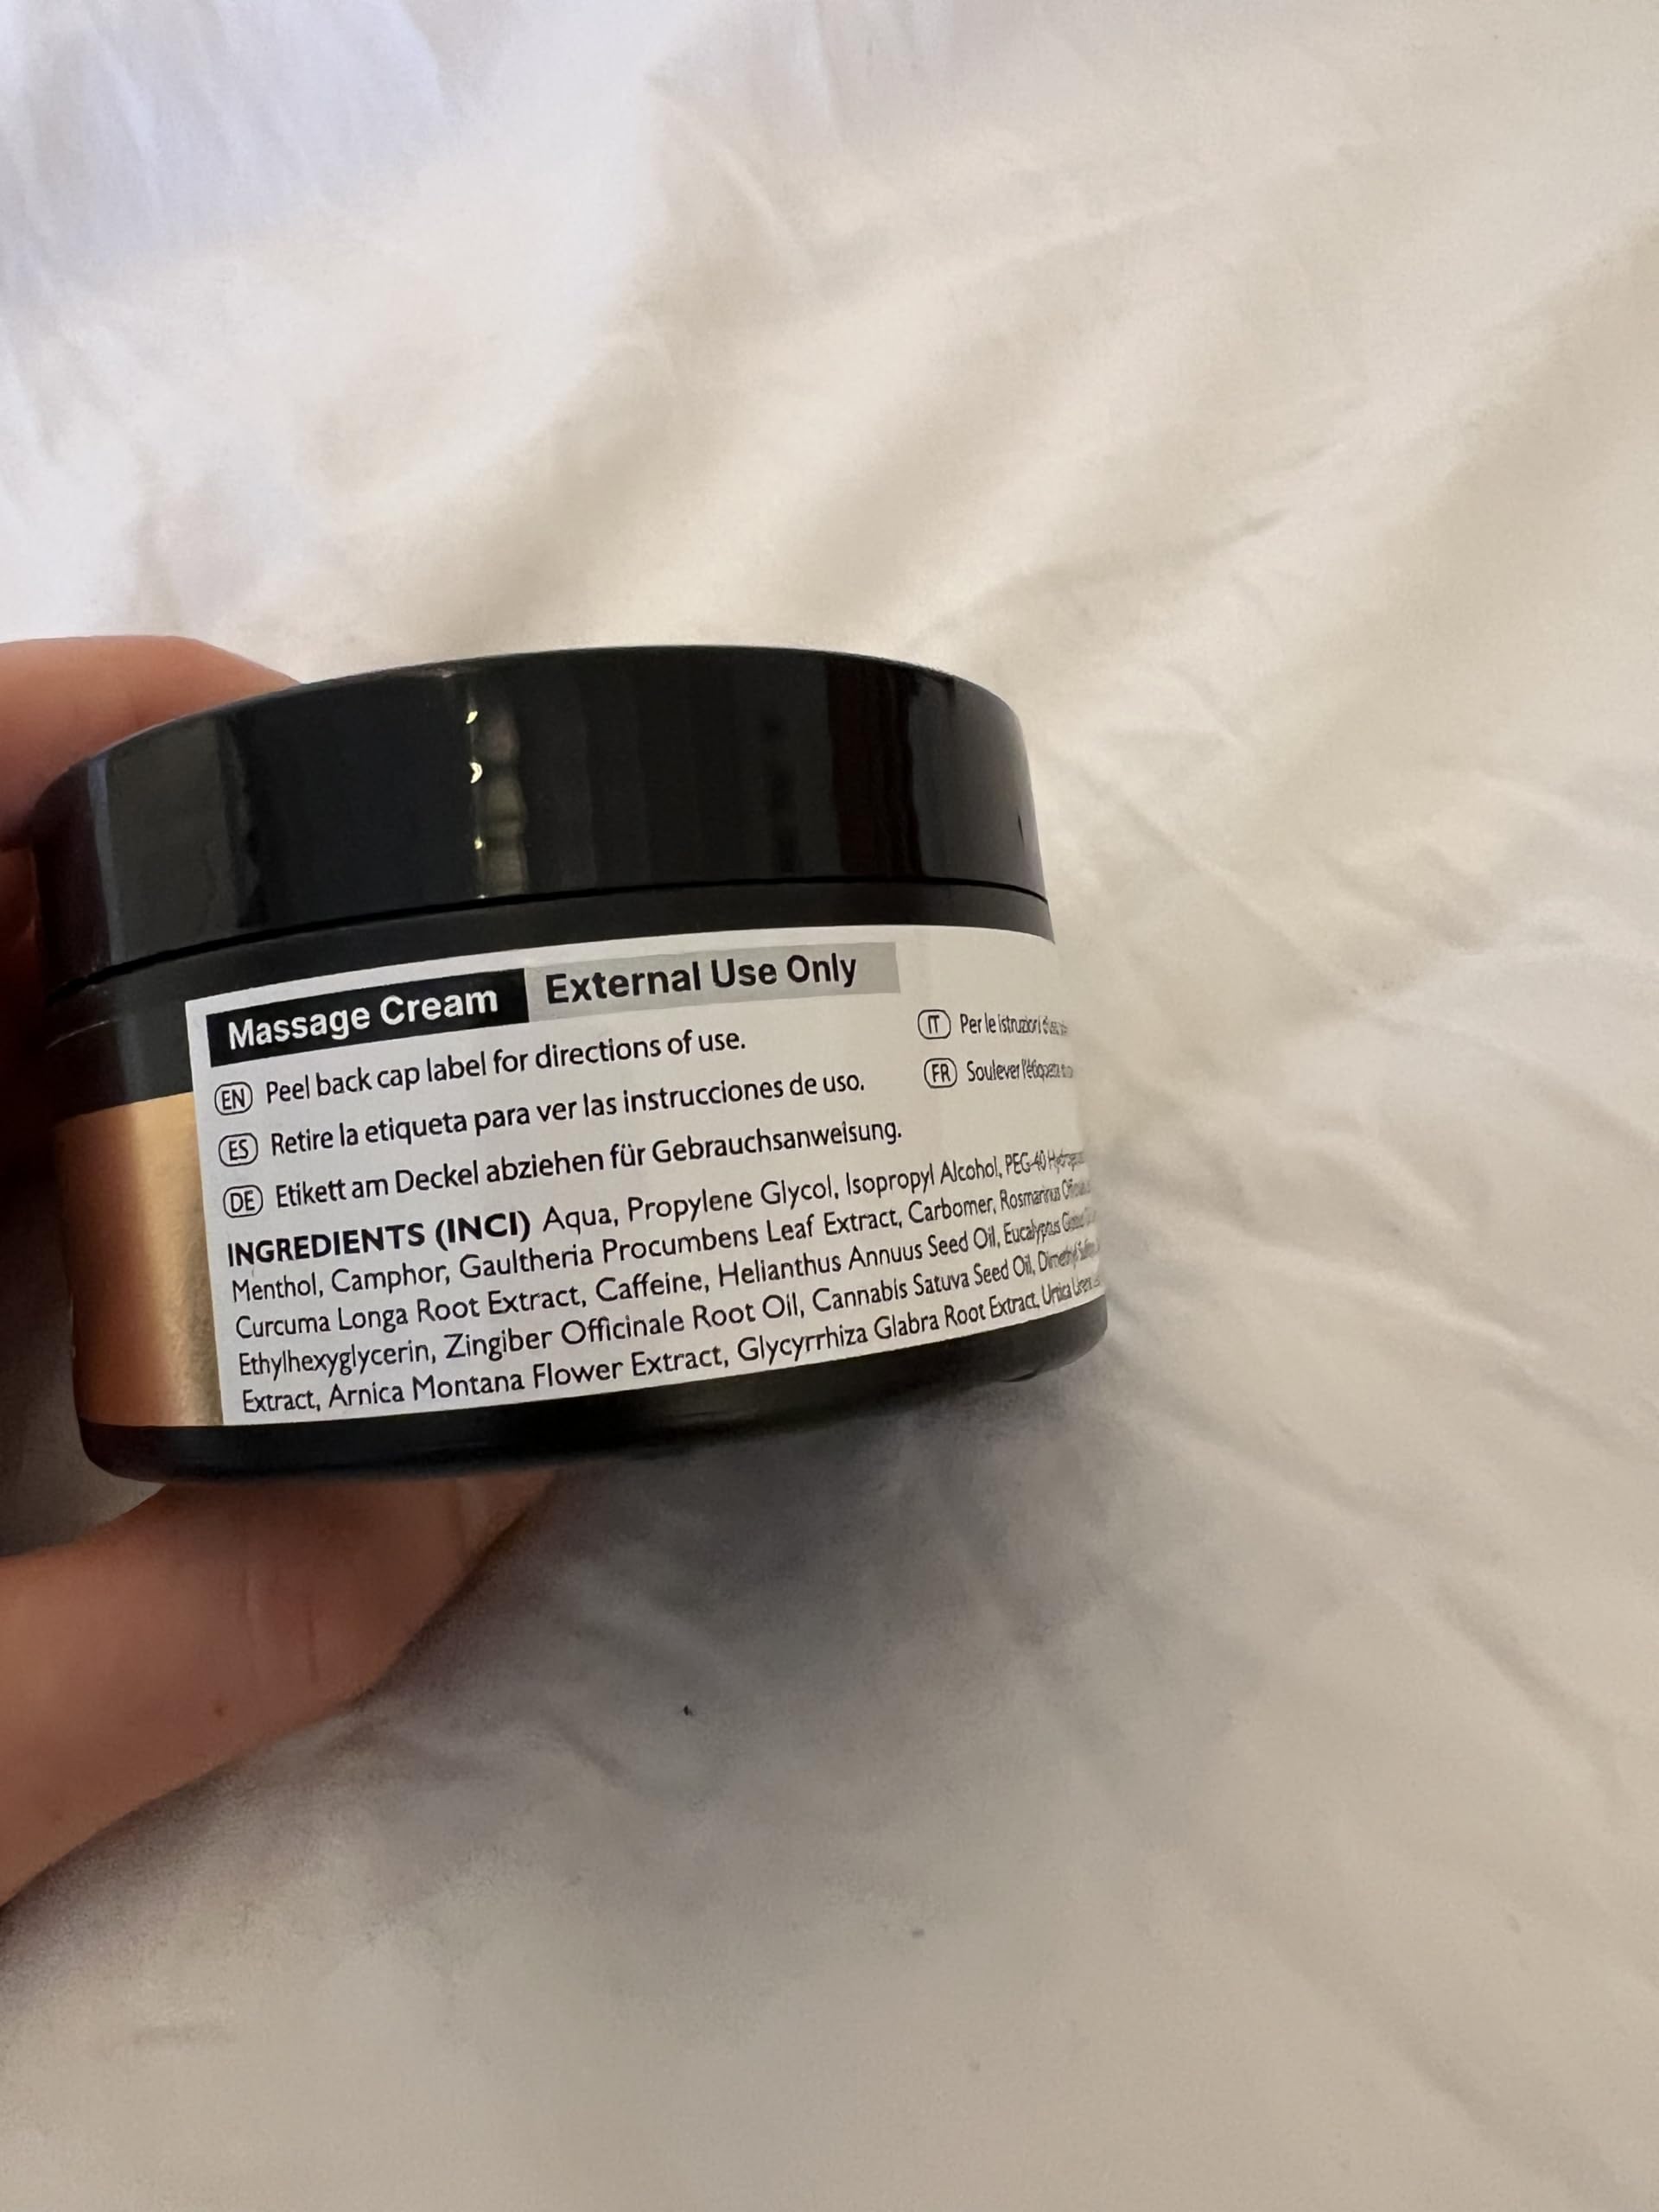 Massage Cream External Use Only
EN Peel back cap label for directions of use.
ES Retire la etiqueta para ver las instrucciones de uso.
DE Etikett am Deckel abziehen für Gebrauchsanweisung.
IT Per le istruzioni
FR Soulever l'étiquette
INGREDIENTS (INCI) Aqua, Propylene Glycol, Isopropyl Alcohol, PEG-40
Menthol, Camphor, Gaultheria Procumbens Leaf Extract, Carbomer, Rosmarinus
Curcuma Longa Root Extract, Caffeine, Helianthus Annuus Seed Oil, Eucalyptus
Ethylhexyglycerin, Zingiber Officinale Root Oil, Cannabis Satuva Seed Oil, Dimethyl
Extract, Arnica Montana Flower Extract, Glycyrrhiza Glabra Root Extract, Urtica